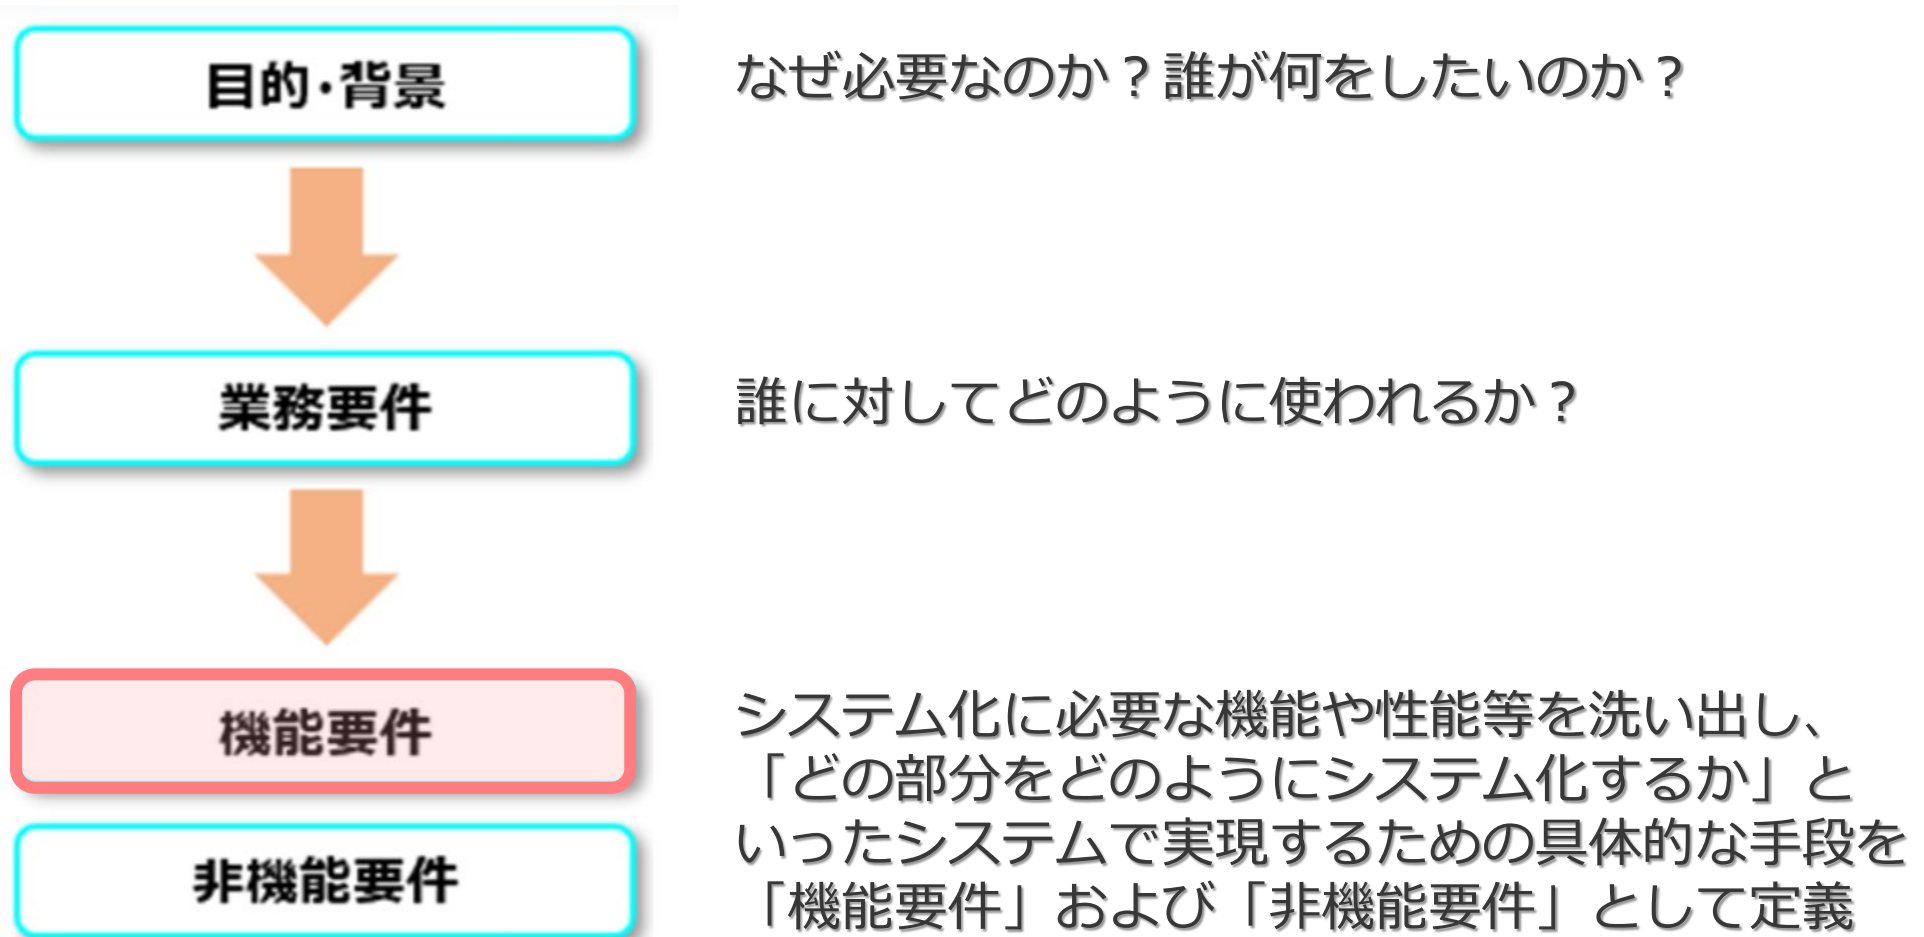 目的・背景
なぜ必要なのか？誰が何をしたいのか？
業務要件
誰に対してどのように使われるか？
機能要件
非機能要件
システム化に必要な機能や性能等を洗い出し、
「どの部分をどのようにシステム化するか」と
いったシステムで実現するための具体的な手段を
「機能要件」および「非機能要件」として定義